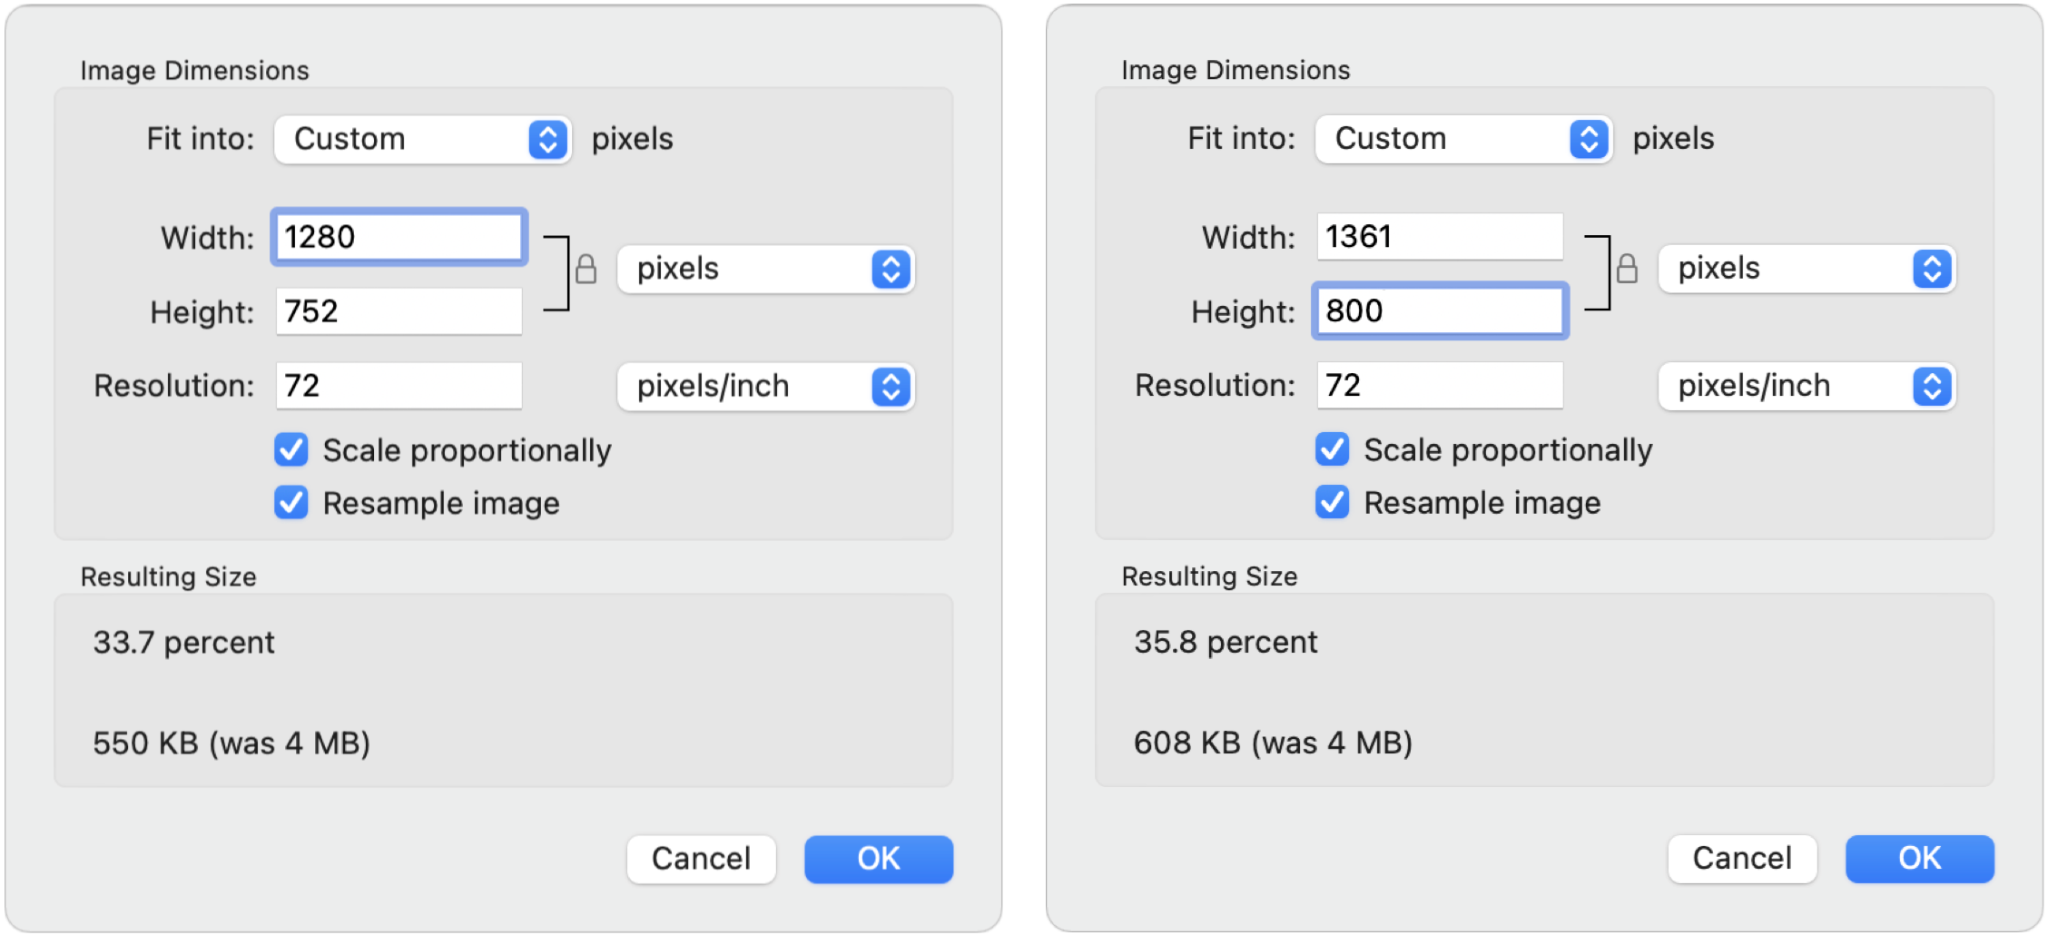 Image Dimensions
Fit into: Custom pixels
Width: 1280
pixels
Height: 752
Resolution: 72 pixels/inch
Scale proportionally
Resample image
Resulting Size
33.7 percent
550 KB (was 4 MB)
Cancel OK
Image Dimensions
Fit into: Custom pixels
Width: 1361
pixels
Height: 800
Resolution: 72 pixels/inch
Scale proportionally
Resample image
Resulting Size
35.8 percent
608 KB (was 4 MB)
Cancel OK